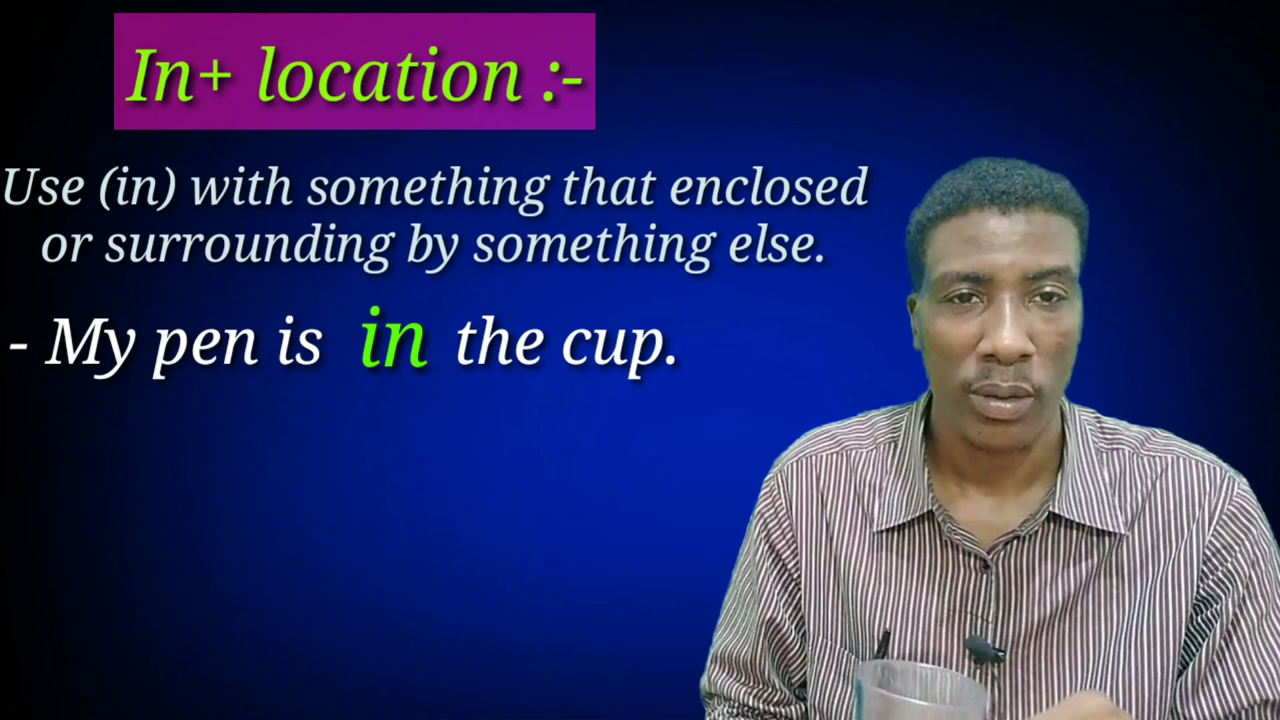 In+ location :-
Use (in) with something that enclosed
or surrounding by something else.
- My pen is in the cup.